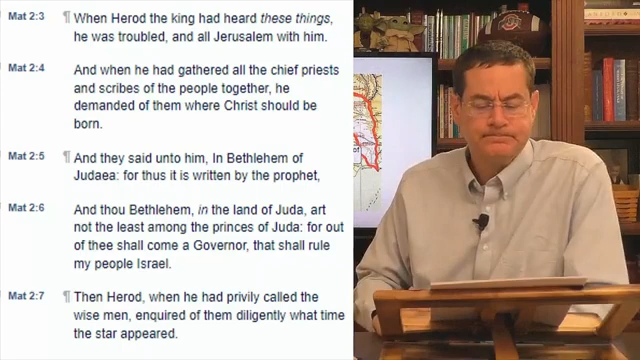 Mat 2:3 ¶ When Herod the king had heard these things,
he was troubled, and all Jerusalem with him.
Mat 2:4 And when he had gathered all the chief priests
and scribes of the people together, he
demanded of them where Christ should be
born.
Mat 2:5 ¶ And they said unto him, In Bethlehem of
Judaea: for thus it is written by the prophet,
Mat 2:6 And thou Bethlehem, in the land of Juda, art
not the least among the princes of Juda: for out
of thee shall come a Governor, that shall rule
my people Israel.
Mat 2:7 ¶ Then Herod, when he had privily called the
wise men, enquired of them diligently what time
the star appeared.
of